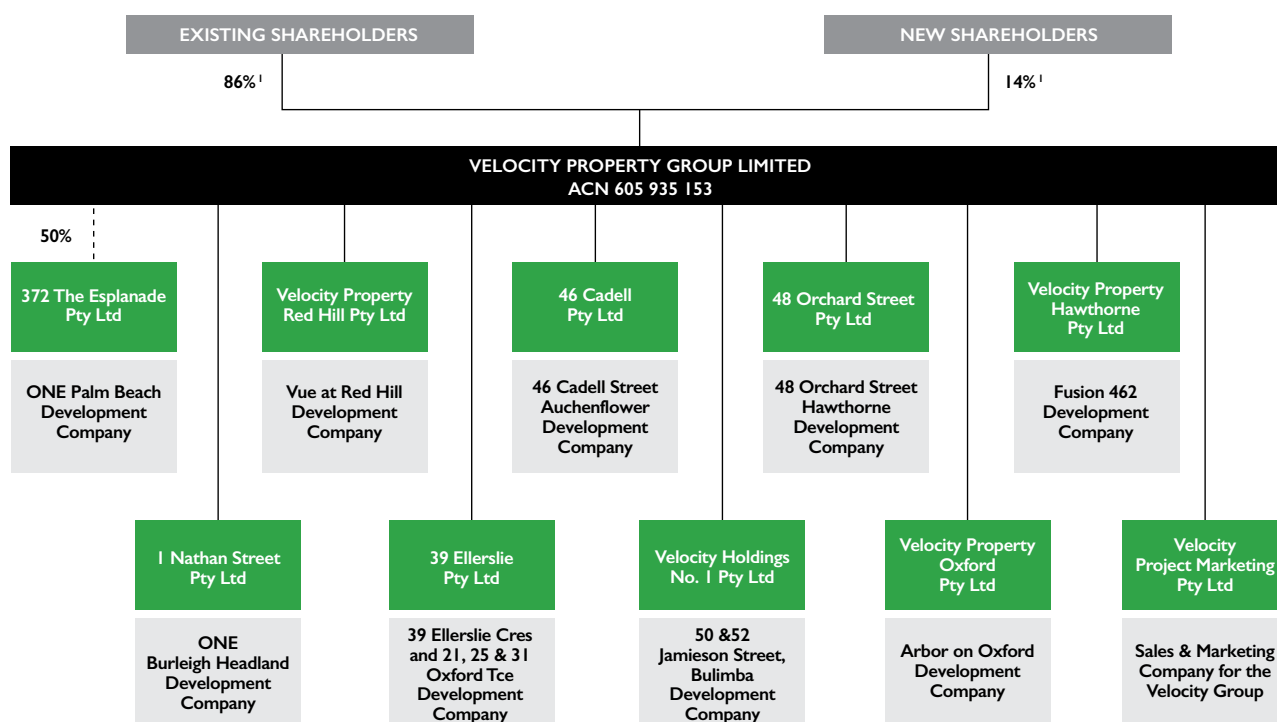 EXISTING SHAREHOLDERS
NEW SHAREHOLDERS
86%¹
14%¹
VELOCITY PROPERTY GROUP LIMITED
ACN 605 935 153
50%
372 The Esplanade
Pty Ltd
Velocity Property
Red Hill Pty Ltd
46 Cadell
Pty Ltd
48 Orchard Street
Pty Ltd
Velocity Property
Hawthorne
Pty Ltd
ONE Palm Beach
Development
Company
Vue at Red Hill
Development
Company
46 Cadell Street
Auchenflower
Development
Company
48 Orchard Street
Hawthorne
Development
Company
Fusion 462
Development
Company
1 Nathan Street
Pty Ltd
39 Ellerslie
Pty Ltd
Velocity Holdings
No. 1 Pty Ltd
Velocity Property
Oxford
Pty Ltd
Velocity
Project Marketing
Pty Ltd
ONE
Burleigh Headland
Development
Company
39 Ellerslie Cres
and 21, 25 & 31
Oxford Tce
Development
Company
50 &52
Jamieson Street,
Bulimba
Development
Company
Arbor on Oxford
Development
Company
Sales & Marketing
Company for the
Velocity Group